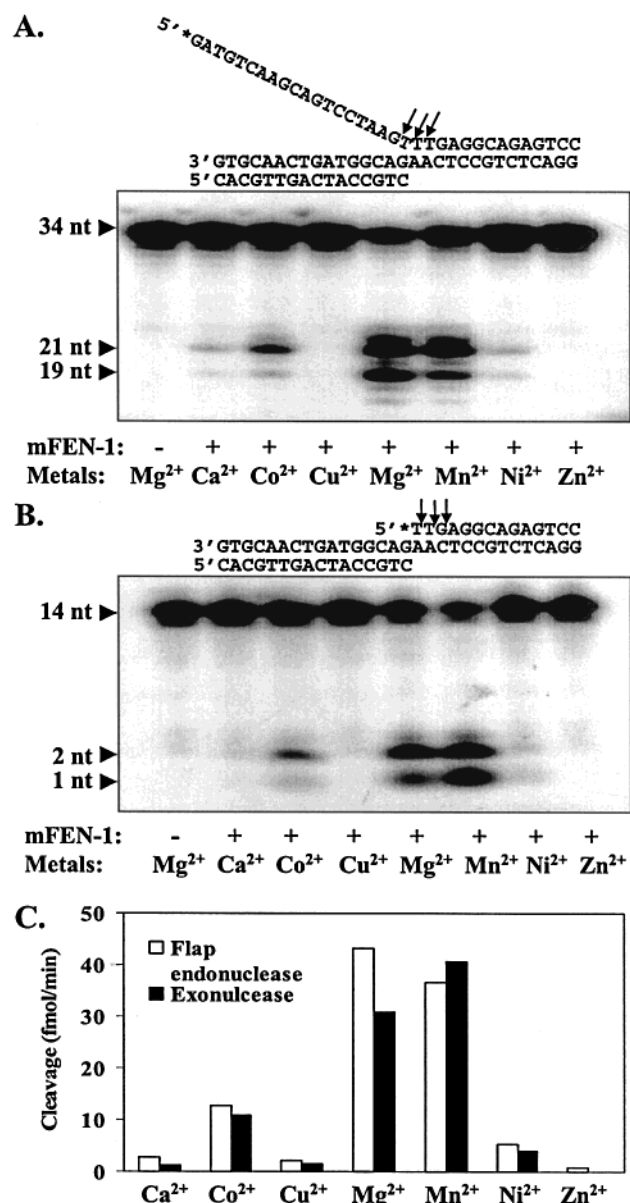 A.
5'*GATGTCAAGCAGTCCTAAGTTTGAGGCAGAGTCC
3'GTGCAACTGATGGCAGAACTCCGTCTCAGG
5'CACGTTGACTACCGTC
34 nt
21 nt
19 nt
mFEN-1: - + + + + + + +
Metals: Mg²⁺ Ca²⁺ Co²⁺ Cu²⁺ Mg²⁺ Mn²⁺ Ni²⁺ Zn²⁺
B.
5'*TTGAGGCAGAGTCC
3'GTGCAACTGATGGCAGAACTCCGTCTCAGG
5'CACGTTGACTACCGTC
14 nt
2 nt
1 nt
mFEN-1: - + + + + + + +
Metals: Mg²⁺ Ca²⁺ Co²⁺ Cu²⁺ Mg²⁺ Mn²⁺ Ni²⁺ Zn²⁺
C.
Cleavage (fmol/min)
50
40
30
20
10
0
Flap
endonuclease
Exonulcease
Ca²⁺ Co²⁺ Cu²⁺ Mg²⁺ Mn²⁺ Ni²⁺ Zn²⁺